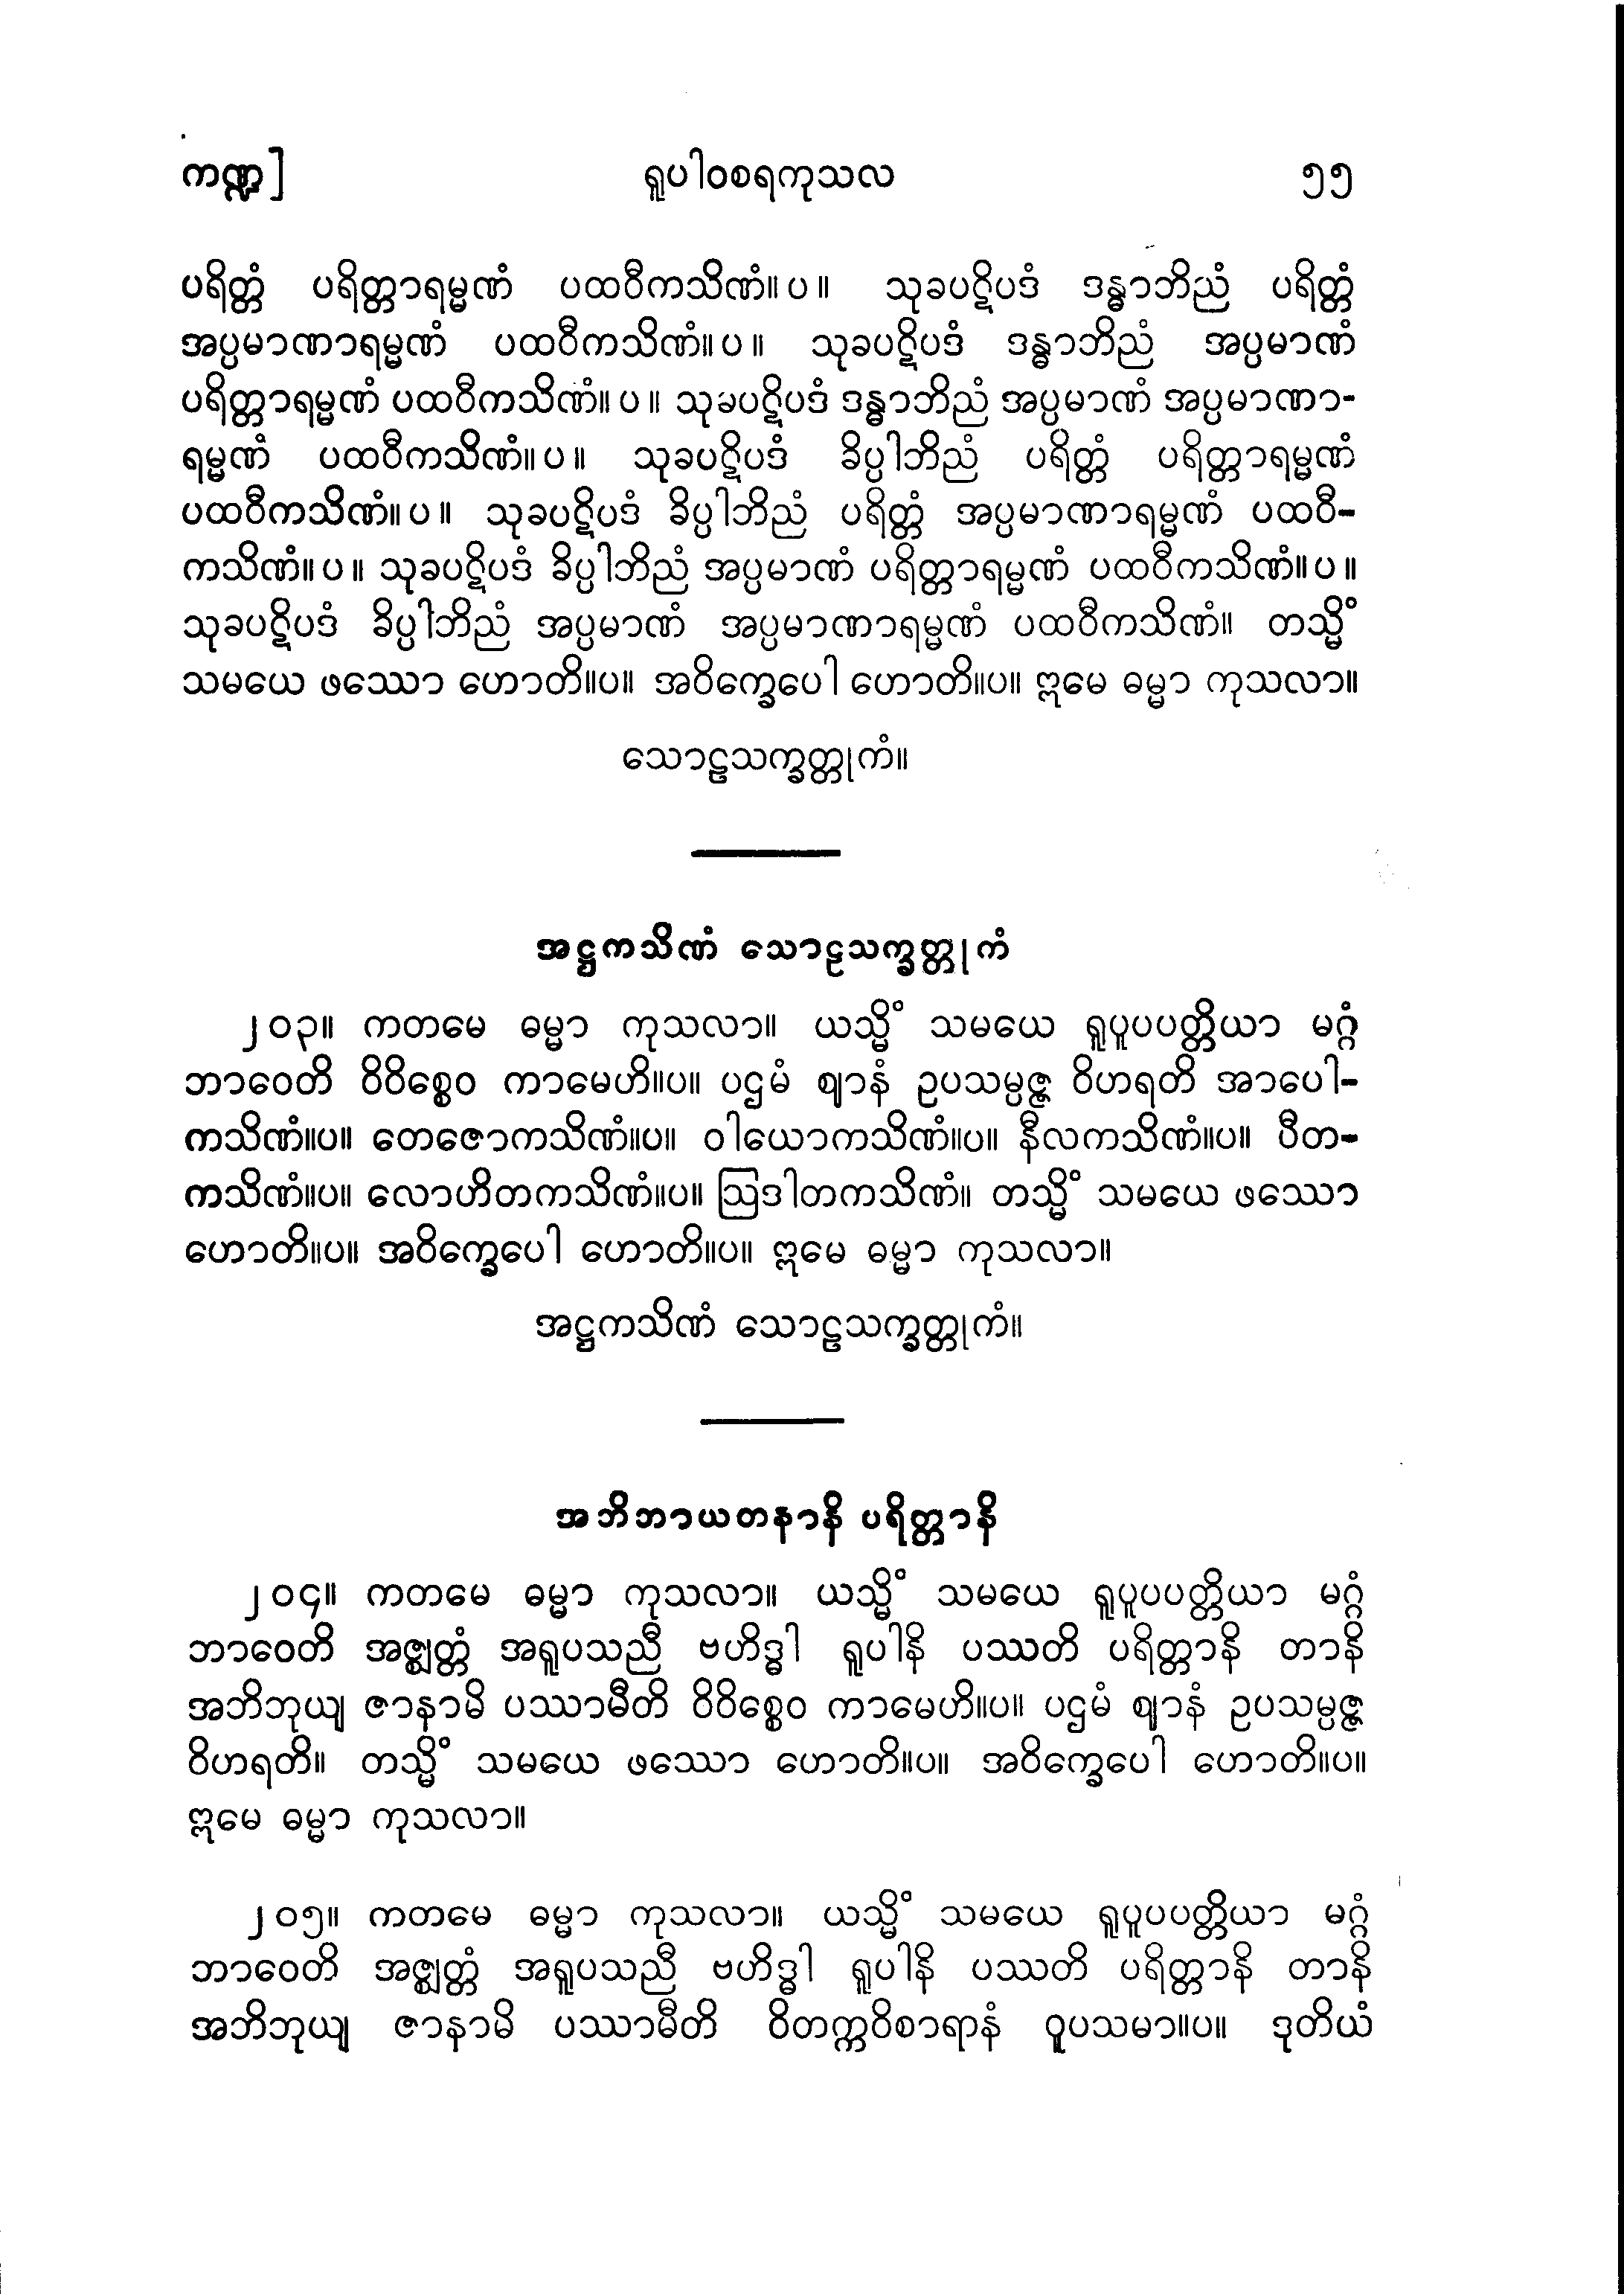 ကဏ္ဍ]
ရူပါဝစရကုသလ
၅၅
ပရိတ္တံ ပရိတ္တာရမ္မဏံ ပထဝီကသိဏံ။ပ။ သုခပဋိပဒံ ဒန္ဓာဘိညံ ပရိတ္တံ
အပ္ပမာဏာရမ္မဏံ ပထဝီကသိဏံ။ပ။ သုခပဋိပဒံ ဒန္ဓာဘိညံ အပ္ပမာဏံ
ပရိတ္တာရမ္မဏံ ပထဝီကသိဏံ။ပ။ သုခပဋိပဒံ ဒန္ဓာဘိညံ အပ္ပမာဏံ အပ္ပမာဏာ-
ရမ္မဏံ ပထဝီကသိဏံ။ပ။ သုခပဋိပဒံ ခိပ္ပါဘိညံ ပရိတ္တံ ပရိတ္တာရမ္မဏံ
ပထဝီကသိဏံ။ပ။ သုခပဋိပဒံ ခိပ္ပါဘိညံ ပရိတ္တံ အပ္ပမာဏာရမ္မဏံ ပထဝီ-
ကသိဏံ။ပ။ သုခပဋိပဒံ ခိပ္ပါဘိညံ အပ္ပမာဏံ ပရိတ္တာရမ္မဏံ ပထဝီကသိဏံ။ပ။
သုခပဋိပဒံ ခိပ္ပါဘိညံ အပ္ပမာဏံ အပ္ပမာဏာရမ္မဏံ ပထဝီကသိဏံ။ တသ္မိံ
သမယေ ဖဿော ဟောတိ။ပ။ အဝိက္ခေပေါ ဟောတိ။ပ။ ဣမေ ဓမ္မာ ကုသလာ။
သောဠသက္ခတ္တုကံ။
အဋ္ဌကသိဏံ သောဠသက္ခတ္တုကံ
၂၀၃။ ကတမေ ဓမ္မာ ကုသလာ။ ယသ္မိံ သမယေ ရူပူပပတ္တိယာ မဂ္ဂံ
ဘာဝေတိ ဝိဝိစ္စေဝ ကာမေဟိ။ပ။ ပဌမံ ဈာနံ ဥပသမ္ပဇ္ဇ ဝိဟရတိ အာပေါ-
ကသိဏံ။ပ။ တေဇောကသိဏံ။ပ။ ဝါယောကသိဏံ။ပ။ နီလကသိဏံ။ပ။ ပီတ-
ကသိဏံ။ပ။ လောဟိတကသိဏံ။ပ။ ဩဒါတကသိဏံ။ တသ္မိံ သမယေ ဖဿော
ဟောတိ။ပ။ အဝိက္ခေပေါ ဟောတိ။ပ။ ဣမေ ဓမ္မာ ကုသလာ။
အဋ္ဌကသိဏံ သောဠသက္ခတ္တုကံ။
အဘိဘာယတနာနိ ပရိတ္တာနိ
၂၀၄။ ကတမေ ဓမ္မာ ကုသလာ။ ယသ္မိံ သမယေ ရူပူပပတ္တိယာ မဂ္ဂံ
ဘာဝေတိ အဇ္ဈတ္တံ အရူပသညီ ဗဟိဒ္ဓါ ရူပါနိ ပဿတိ ပရိတ္တာနိ တာနိ
အဘိဘုယျ ဇာနာမိ ပဿာမီတိ ဝိဝိစ္စေဝ ကာမေဟိ။ပ။ ပဌမံ ဈာနံ ဥပသမ္ပဇ္ဇ
ဝိဟရတိ။ တသ္မိံ သမယေ ဖဿော ဟောတိ။ပ။ အဝိက္ခေပေါ ဟောတိ။ပ။
ဣမေ ဓမ္မာ ကုသလာ။
၂၀၅။ ကတမေ ဓမ္မာ ကုသလာ။ ယသ္မိံ သမယေ ရူပူပပတ္တိယာ မဂ္ဂံ
ဘာဝေတိ အဇ္ဈတ္တံ အရူပသညီ ဗဟိဒ္ဓါ ရူပါနိ ပဿတိ ပရိတ္တာနိ တာနိ
အဘိဘုယျ ဇာနာမိ ပဿာမီတိ ဝိတက္ကဝိစာရာနံ ဝူပသမာ။ပ။ ဒုတိယံ